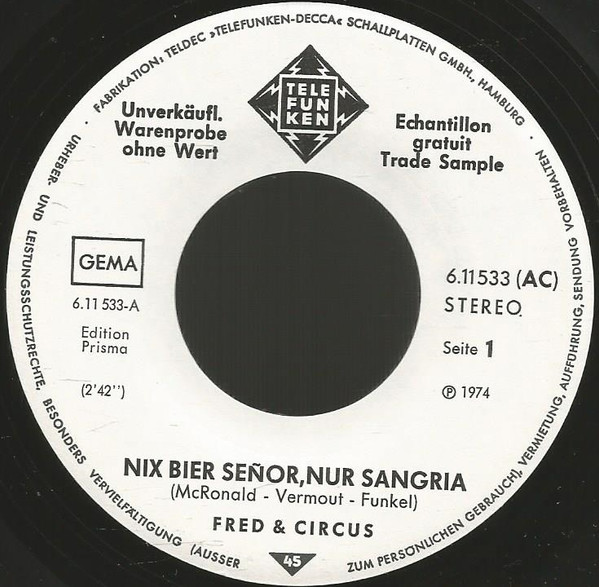 · FABRIKATION: TELDEC »TELEFUNKEN-DECCA« SCHALLPLATTEN GMBH., HAMBURG ·
URHEBER- UND LEISTUNGSSCHUTZRECHTE, BESONDERS VERVIELFÄLTIGUNG (AUSSER
ZUM PERSÖNLICHEN GEBRAUCH), VERMIETUNG, AUFFÜHRUNG, SENDUNG VORBEHALTEN
TELE
FUN
KEN
Unverkäufl.
Warenprobe
ohne Wert
Echantillon
gratuit
Trade Sample
GEMA
6.11 533-A
Edition
Prisma
(2'42'')
6.11533 (AC)
STEREO
Seite 1
℗ 1974
NIX BIER SEÑOR, NUR SANGRIA
(McRonald - Vermout - Funkel)
FRED & CIRCUS
45